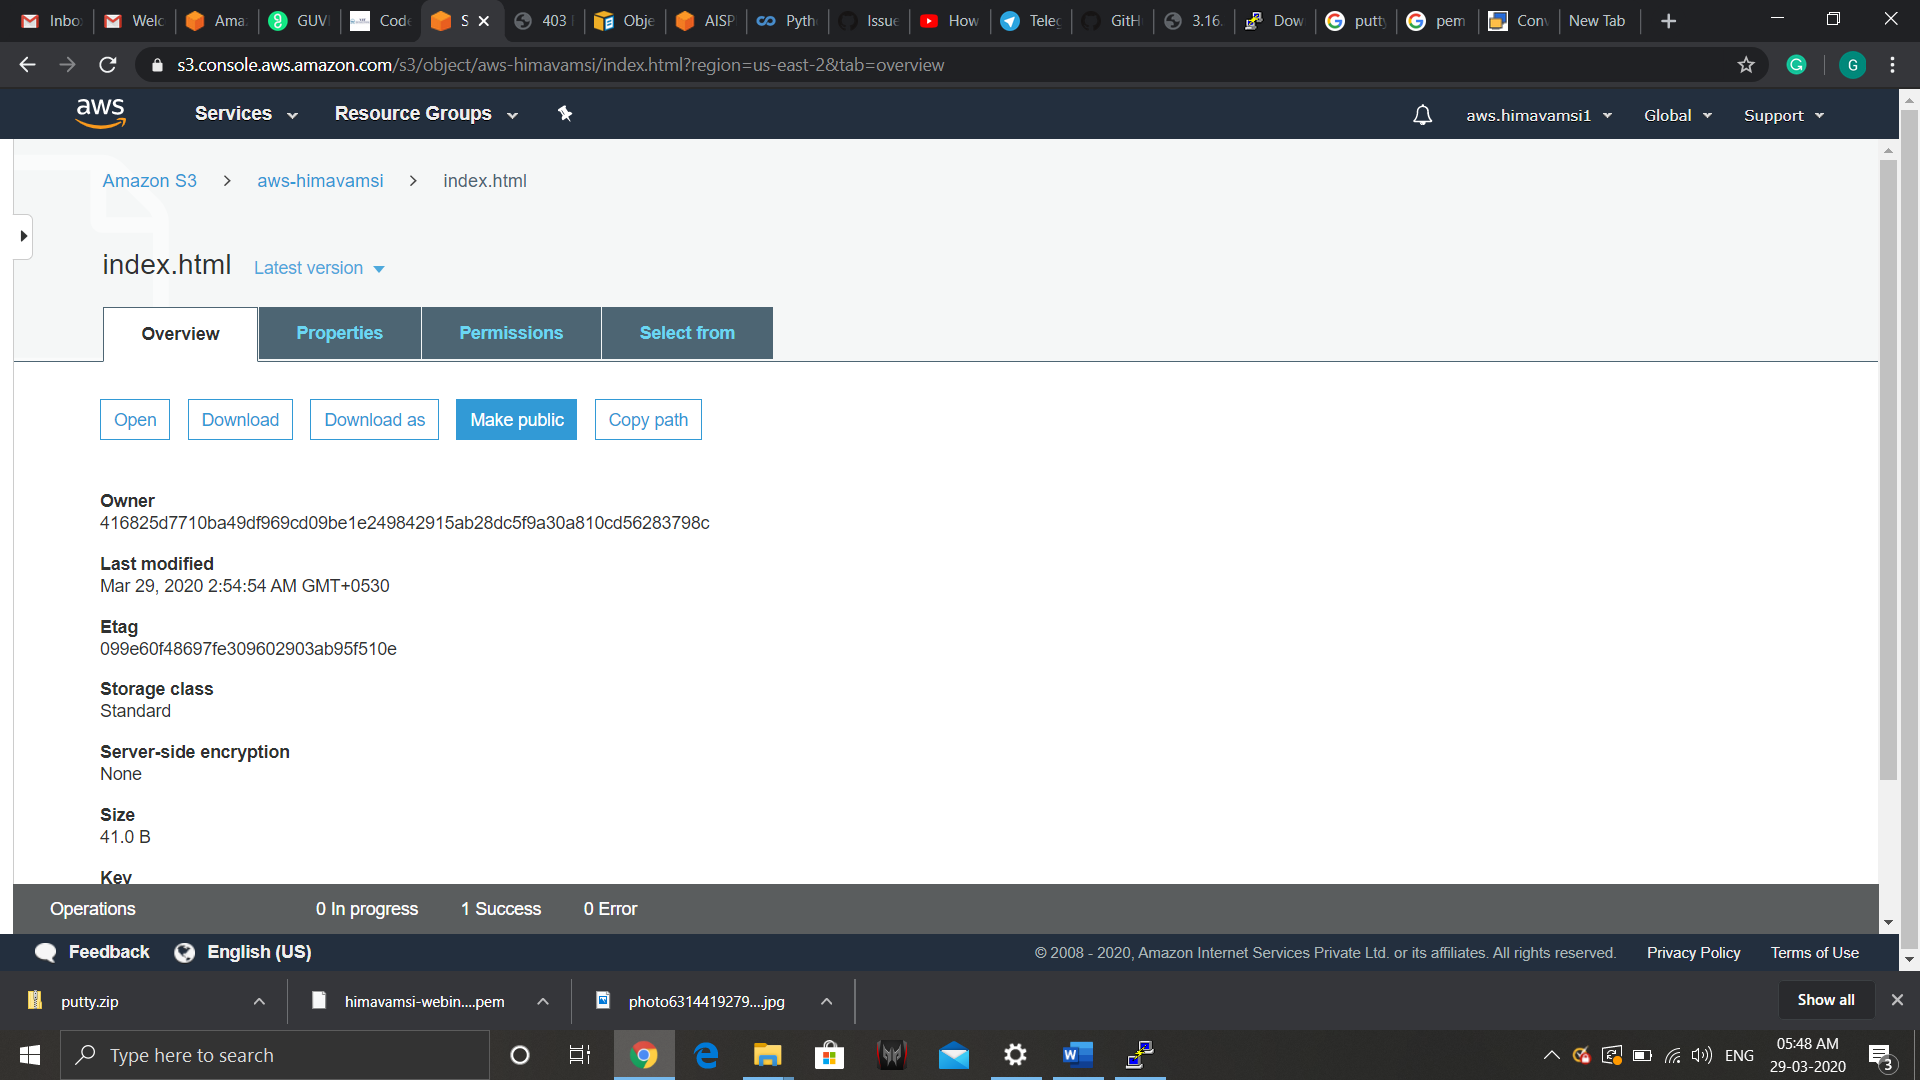 Inbo
Welc
Ama
GUVI
Code
S
403
Obje
AISP
Pyth
Issue
How
Teleg
GitH
3.16.
Dow
putty
pem
Conv
New Tab
s3.console.aws.amazon.com/s3/object/aws-himavamsi/index.html?region=us-east-2&tab=overview
G
aws
Services
Resource Groups
aws.himavamsi1
Global
Support
Amazon S3 > aws-himavamsi > index.html
index.html Latest version
Overview
Properties
Permissions
Select from
Open
Download
Download as
Make public
Copy path
Owner
416825d7710ba49df969cd09be1e249842915ab28dc5f9a30a810cd56283798c
Last modified
Mar 29, 2020 2:54:54 AM GMT+0530
Etag
099e60f48697fe309602903ab95f510e
Storage class
Standard
Server-side encryption
None
Size
41.0 B
Key
Operations 0 In progress 1 Success 0 Error
Feedback English (US) © 2008 - 2020, Amazon Internet Services Private Ltd. or its affiliates. All rights reserved. Privacy Policy Terms of Use
putty.zip
himavamsi-webin....pem
photo6314419279....jpg
Show all
Type here to search
ENG
05:48 AM
29-03-2020
3